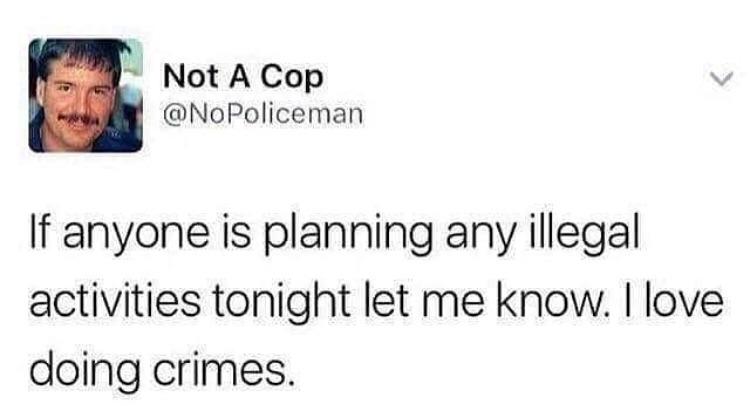 Not A Cop
@NoPoliceman
If anyone is planning any illegal
activities tonight let me know. I love
doing crimes.